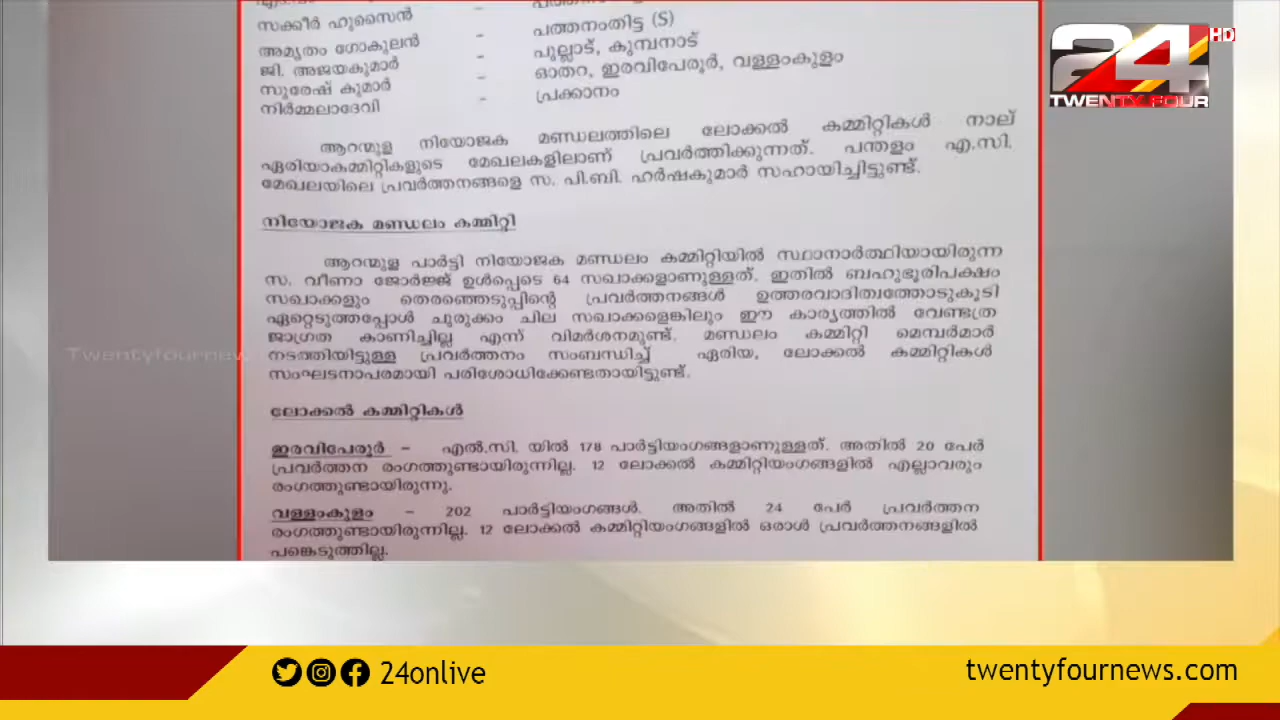 സക്കീർ ഹുസൈൻ -
അമൃതം ഗോകുലൻ - പത്തനംതിട്ട (S)
ജി. അജയകുമാർ - പുല്ലാട്, കുമ്പനാട്
സുരേഷ് കുമാർ - ഓതറ, ഇരവിപേരൂർ, വള്ളംകുളം
നിർമ്മലാദേവി - പ്രക്കാനം
ആറന്മുള നിയോജക മണ്ഡലത്തിലെ ലോക്കൽ കമ്മിറ്റികൾ നാല്
ഏരിയാകമ്മിറ്റികളുടെ മേഖലകളിലാണ് പ്രവർത്തിക്കുന്നത്. പന്തളം എ.സി.
മേഖലയിലെ പ്രവർത്തനങ്ങളെ സ. പി.ബി. ഹർഷകുമാർ സഹായിച്ചിട്ടുണ്ട്.
നിയോജക മണ്ഡലം കമ്മിറ്റി
ആറന്മുള പാർട്ടി നിയോജക മണ്ഡലം കമ്മിറ്റിയിൽ സ്ഥാനാർത്ഥിയായിരുന്ന
സ. വീണാ ജോർജ്ജ് ഉൾപ്പെടെ 64 സഖാക്കളാണുള്ളത്. ഇതിൽ ബഹുഭൂരിപക്ഷം
സഖാക്കളും തെരഞ്ഞെടുപ്പിന്റെ പ്രവർത്തനങ്ങൾ ഉത്തരവാദിത്വത്തോടുകൂടി
ഏറ്റെടുത്തപ്പോൾ ചുരുക്കം ചില സഖാക്കളെങ്കിലും ഈ കാര്യത്തിൽ വേണ്ടത്ര
ജാഗ്രത കാണിച്ചില്ല എന്ന് വിമർശനമുണ്ട്. മണ്ഡലം കമ്മിറ്റി മെമ്പർമാർ
നടത്തിയിട്ടുള്ള പ്രവർത്തനം സംബന്ധിച്ച് ഏരിയ, ലോക്കൽ കമ്മിറ്റികൾ
സംഘടനാപരമായി പരിശോധിക്കേണ്ടതായിട്ടുണ്ട്.
ലോക്കൽ കമ്മിറ്റികൾ
ഇരവിപേരൂർ – എൽ.സി. യിൽ 178 പാർട്ടിയംഗങ്ങളാണുള്ളത്. അതിൽ 20 പേർ
പ്രവർത്തന രംഗത്തുണ്ടായിരുന്നില്ല. 12 ലോക്കൽ കമ്മിറ്റിയംഗങ്ങളിൽ എല്ലാവരും
രംഗത്തുണ്ടായിരുന്നു.
വള്ളംകുളം – 202 പാർട്ടിയംഗങ്ങൾ. അതിൽ 24 പേർ പ്രവർത്തന
രംഗത്തുണ്ടായിരുന്നില്ല. 12 ലോക്കൽ കമ്മിറ്റിയംഗങ്ങളിൽ ഒരാൾ പ്രവർത്തനങ്ങളിൽ
പങ്കെടുത്തില്ല.
24 HD
TWENTY FOUR
Twentyfournew
24onlive
twentyfournews.com